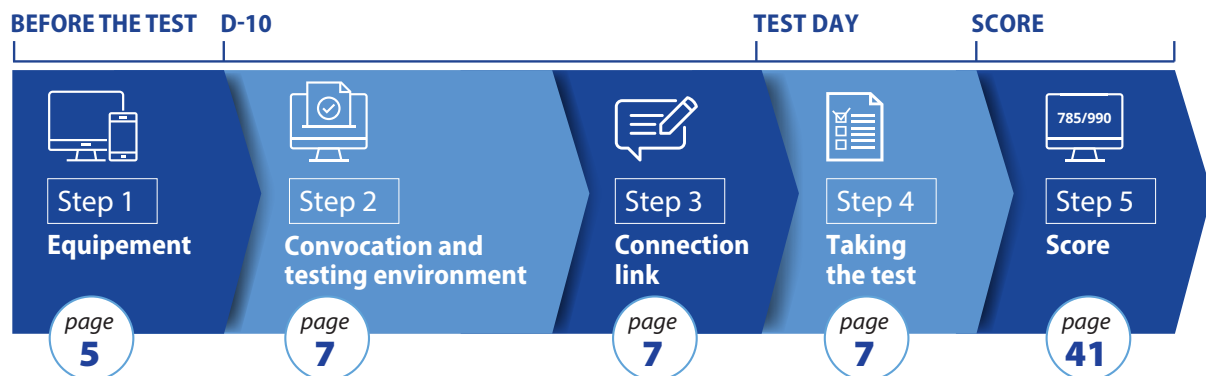 BEFORE THE TEST
D-10
TEST DAY
SCORE
785/990
Step 1
Equipement
page
5
Step 2
Convocation and
testing environment
page
7
Step 3
Connection
link
page
7
Step 4
Taking
the test
page
7
Step 5
Score
page
41